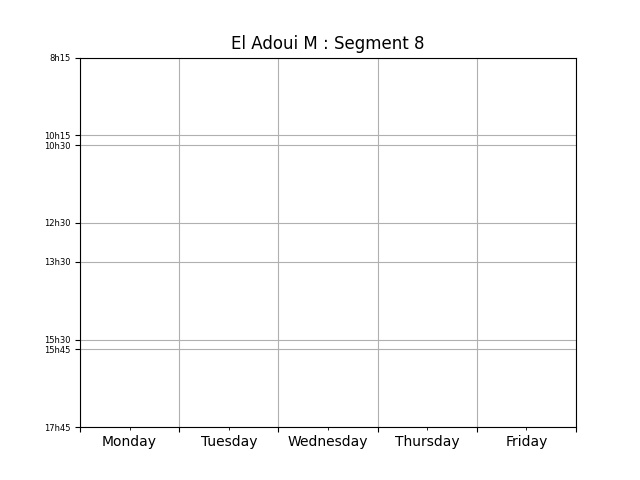 El Adoui M : Segment 8
8h15
10h15
10h30
12h30
13h30
15h30
15h45
17h45
Monday Tuesday Wednesday Thursday Friday